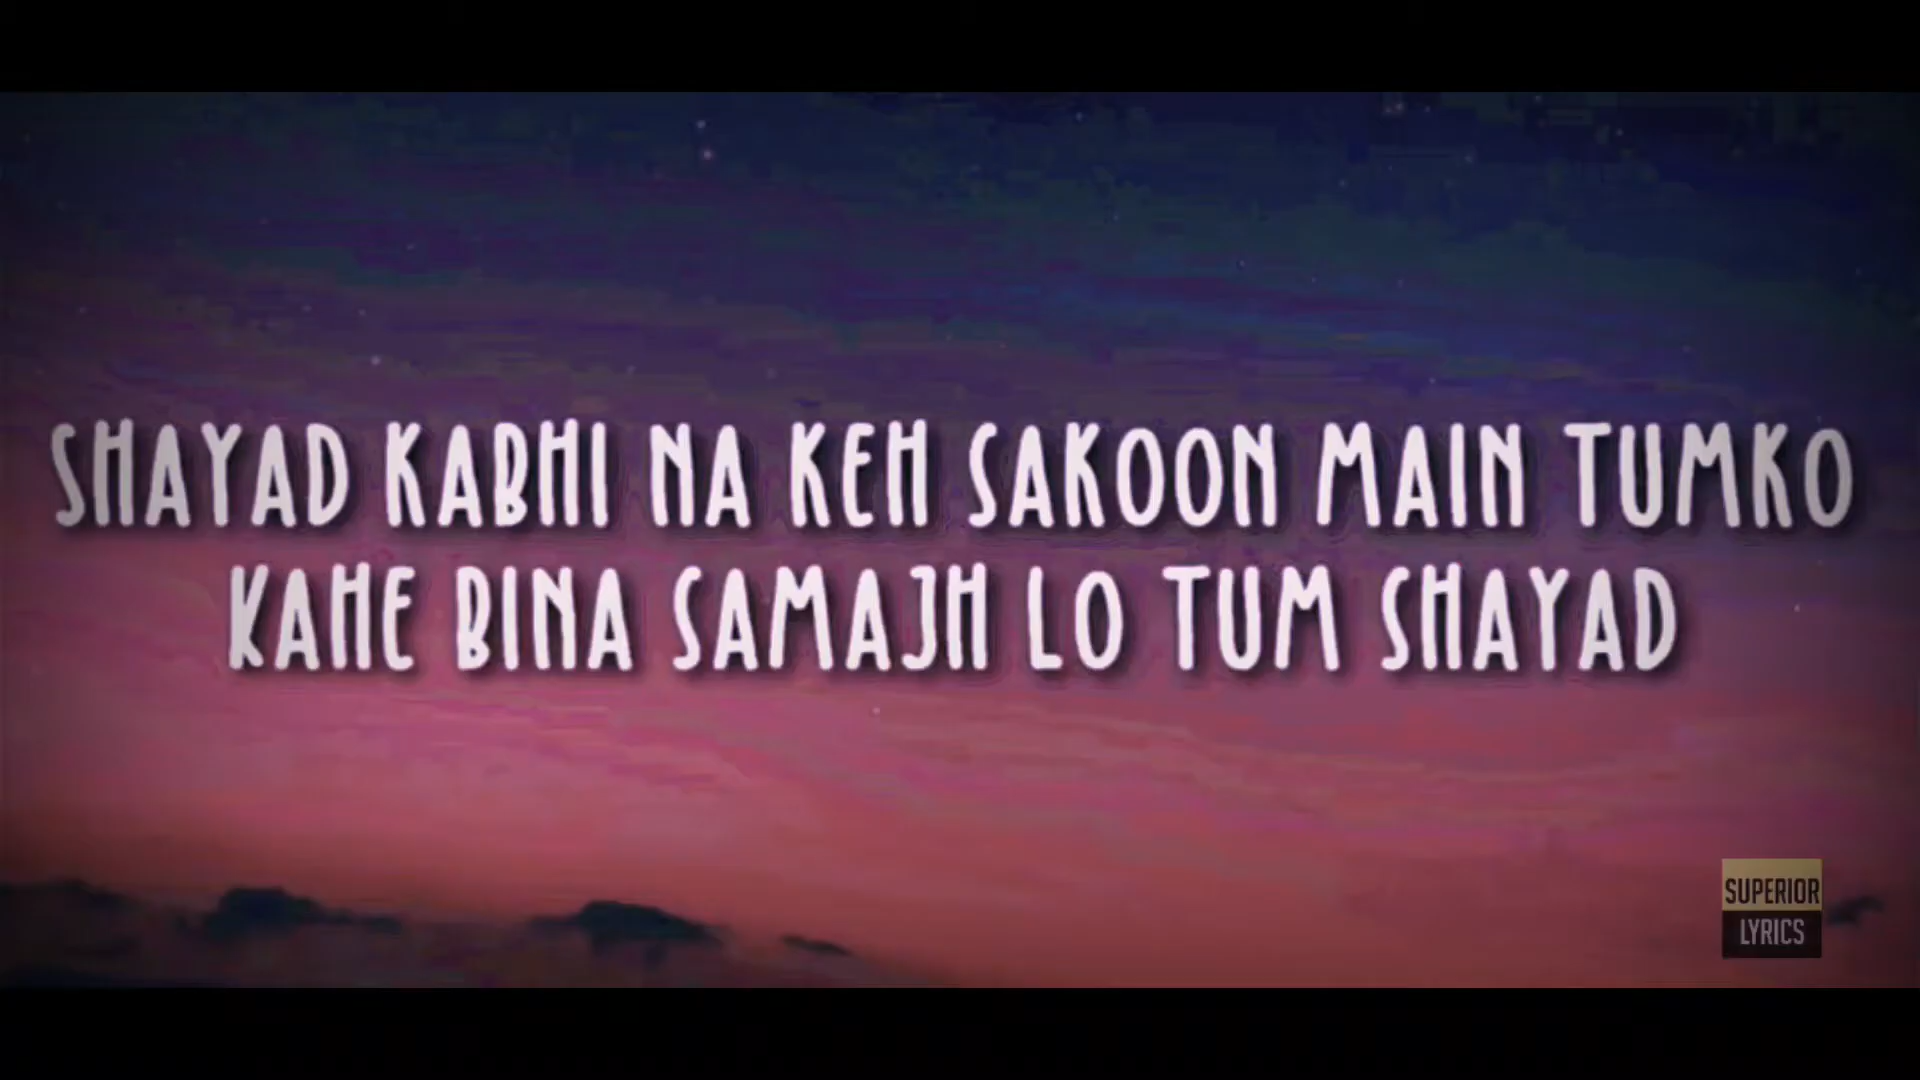 SHAYAD KABHI NA KEH SAKOON MAIN TUMKO
KAHE BINA SAMAJH LO TUM SHAYAD
SUPERIOR
LYRICS